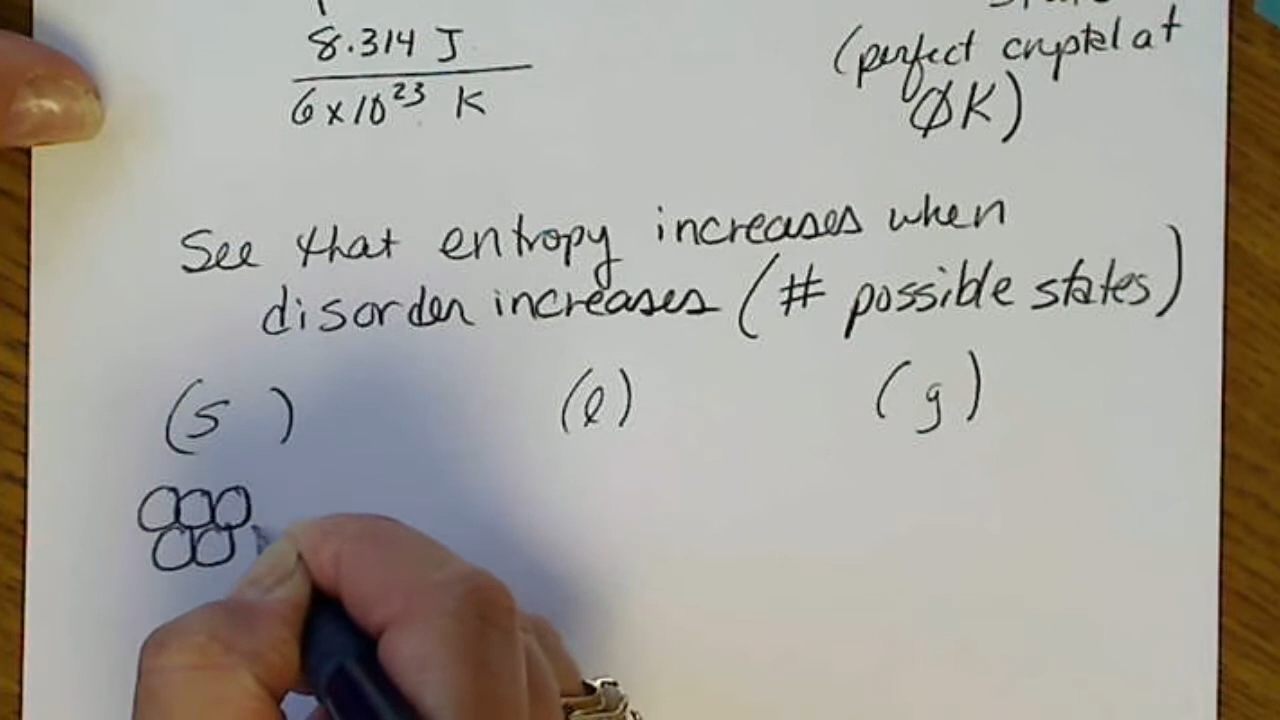 8.314 J
6 x 10²³ K
(perfect crystal at
ØK)
See that entropy increases when
disorder increases (# possible states)
(s) (l) (g)